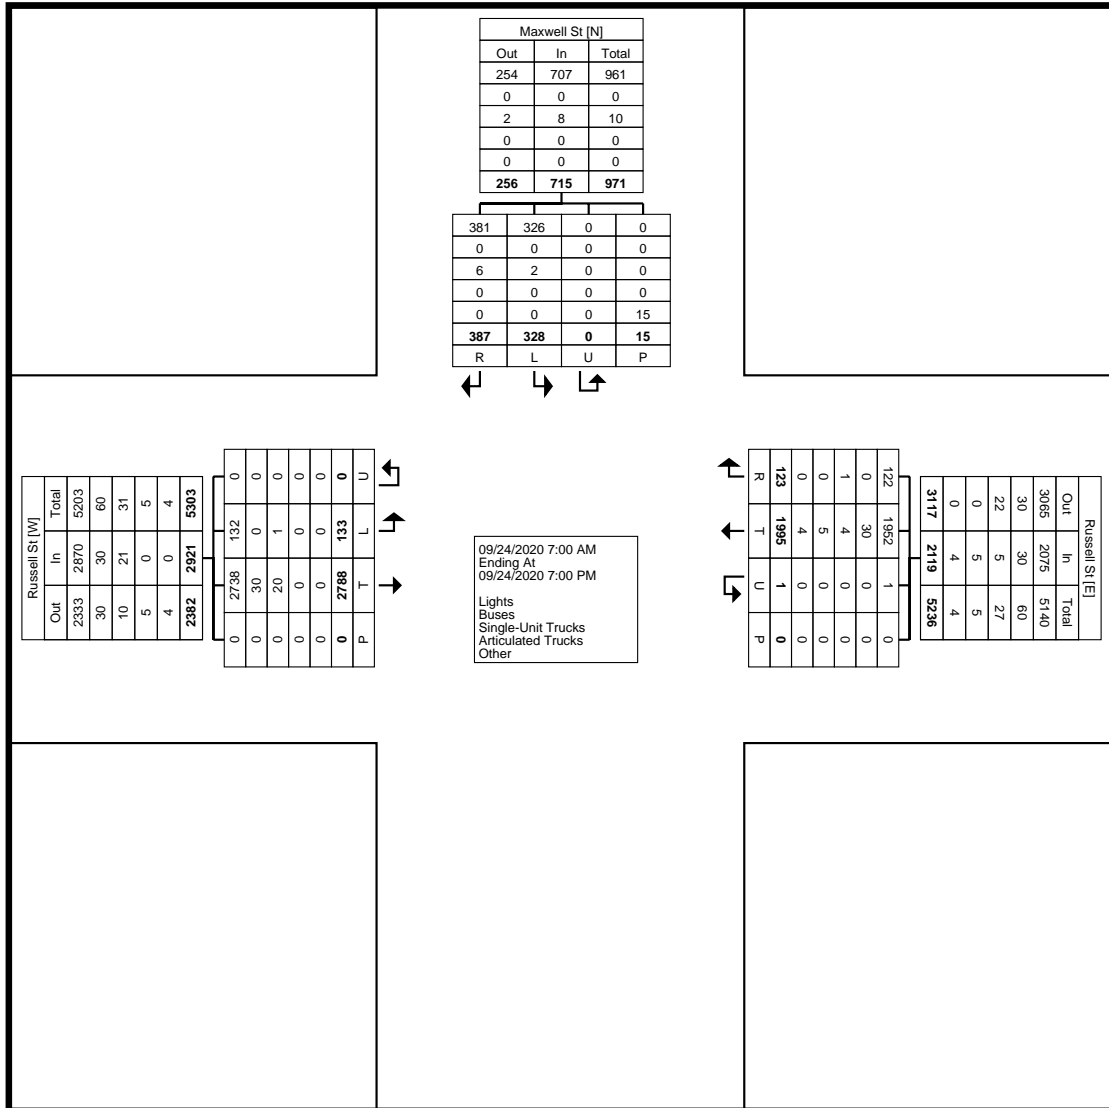 Maxwell St [N]
Out In Total
254 707 961
0 0 0
2 8 10
0 0 0
0 0 0
256 715 971
381 326 0 0
0 0 0 0
6 2 0 0
0 0 0 0
0 0 0 15
387 328 0 15
R L U P
Russell St [W]
Total In Out
5203 2870 2333
60 30 30
31 21 10
5 0 5
4 0 4
5303 2921 2382
0 132 2738 0
0 0 30 0
0 1 20 0
0 0 0 0
0 0 0 0
0 133 2788 0
U L T P
09/24/2020 7:00 AM
Ending At
09/24/2020 7:00 PM
Lights
Buses
Single-Unit Trucks
Articulated Trucks
Other
Russell St [E]
Out In Total
3065 2075 5140
30 30 60
22 5 27
0 5 5
0 4 4
3117 2119 5236
122 1952 1 0
0 30 0 0
1 4 0 0
0 5 0 0
0 4 0 0
123 1995 1 0
R T U P